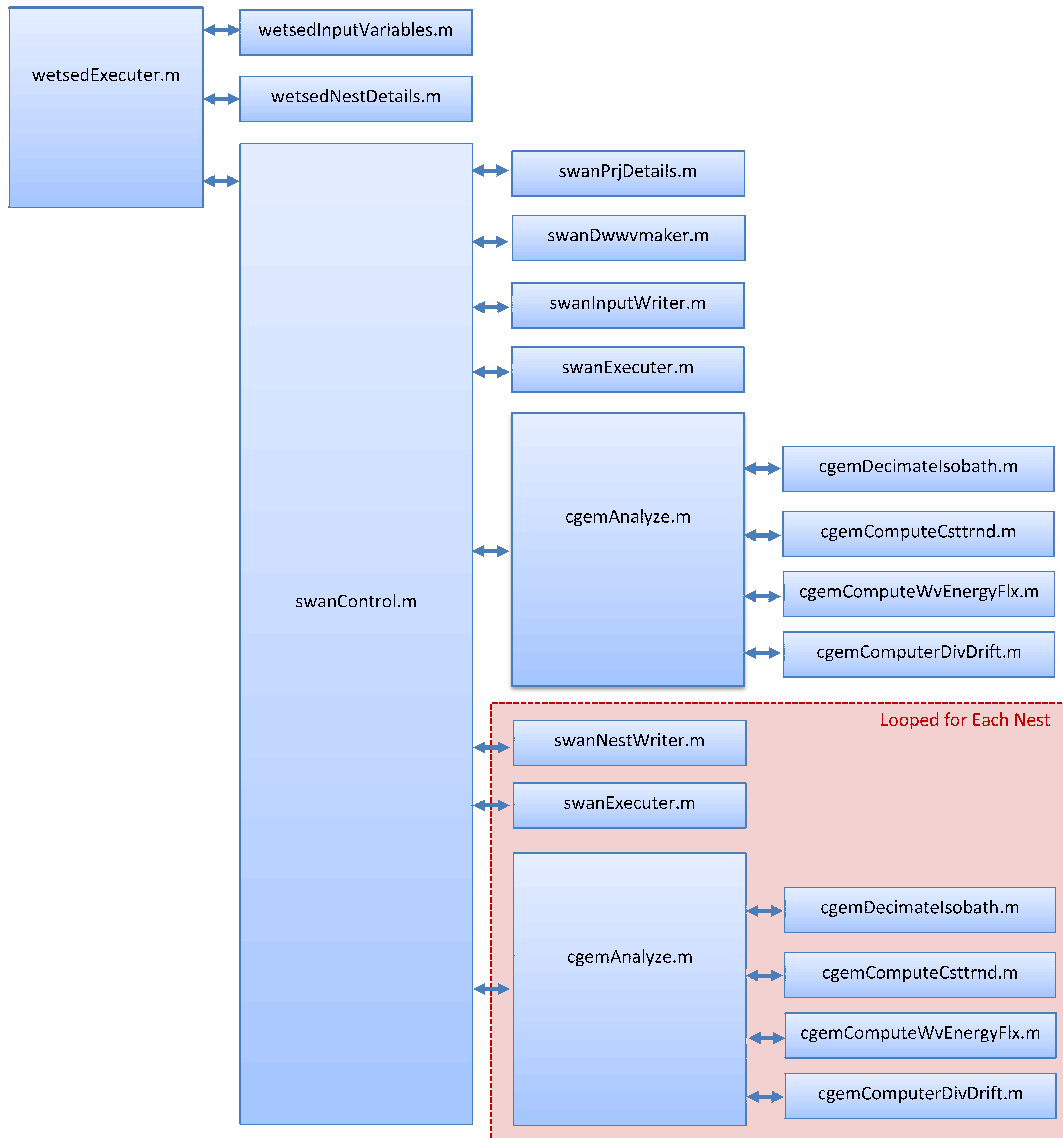 wetsedExecuter.m
wetsedInputVariables.m
wetsedNestDetails.m
swanControl.m
swanPrjDetails.m
swanDwwvmaker.m
swanInputWriter.m
swanExecuter.m
cgemAnalyze.m
cgemDecimateIsobath.m
cgemComputeCsttrnd.m
cgemComputeWvEnergyFlx.m
cgemComputerDivDrift.m
Looped for Each Nest
swanNestWriter.m
swanExecuter.m
cgemAnalyze.m
cgemDecimateIsobath.m
cgemComputeCsttrnd.m
cgemComputeWvEnergyFlx.m
cgemComputerDivDrift.m